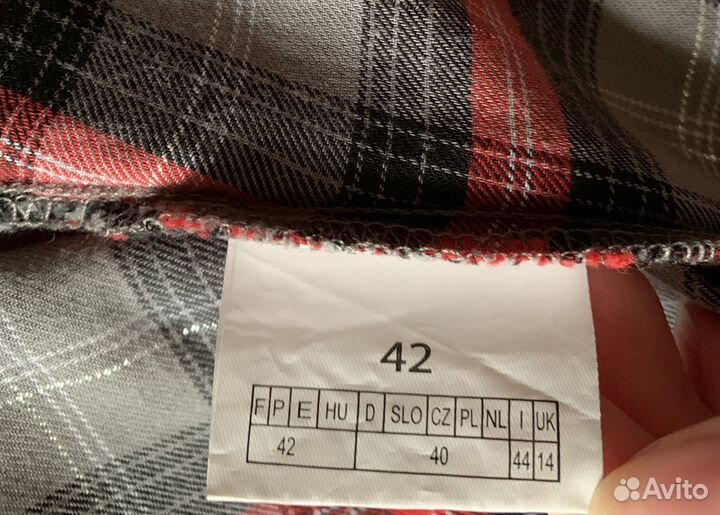 42
F P E HU D SLO CZ PL NL I UK
42 40 44 14
Avito